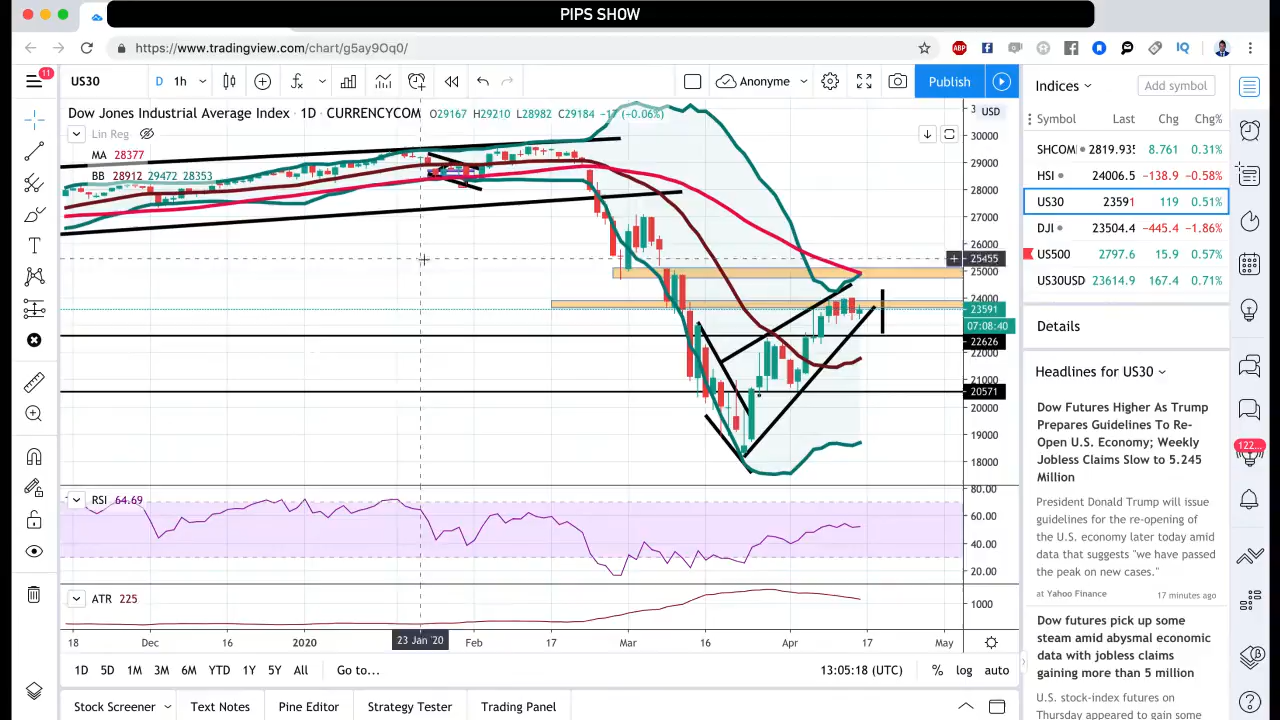 PIPS SHOW
https://www.tradingview.com/chart/g5ay9Oq0/
ABP
IQ
11
US30
D 1h
Anonyme
Publish
Dow Jones Industrial Average Index · 1D · CURRENCYCOM O29167 H29210 L28982 C29184 −17 (−0.06%)
USD
Lin Reg
MA 28377
BB 28912 29472 28353
30000
29000
28000
27000
26000
25455
25000
24000
23591
07:08:40
22626
22000
21000
20571
20000
19000
18000
RSI 64.69
80.00
60.00
40.00
20.00
ATR 225
1000
18 Dec 16 2020 23 Jan '20 Feb 17 Mar 16 Apr 17 May
1D 5D 1M 3M 6M YTD 1Y 5Y All Go to... 13:05:18 (UTC) % log auto
Stock Screener Text Notes Pine Editor Strategy Tester Trading Panel
Indices Add symbol
Symbol Last Chg Chg%
SHCOM 2819.935 8.761 0.31%
HSI 24006.5 −138.9 −0.58%
US30 23591 119 0.51%
DJI 23504.4 −445.4 −1.86%
US500 2797.6 15.9 0.57%
US30USD 23614.9 167.4 0.71%
Details
Headlines for US30
Dow Futures Higher As Trump
Prepares Guidelines To Re-
Open U.S. Economy; Weekly
Jobless Claims Slow to 5.245
Million
President Donald Trump will issue
guidelines for the re-opening of
the U.S. economy later today amid
data that suggests "we have passed
the peak on new cases."
at Yahoo Finance 17 minutes ago
Dow futures pick up some
steam amid abysmal economic
data with jobless claims
gaining more than 5 million
U.S. stock-index futures on
Thursday appeared to gain some
122...